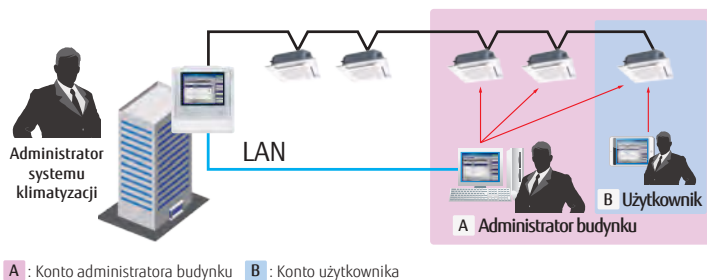 Administrator
systemu
klimatyzacji
LAN
B Użytkownik
A Administrator budynku
A : Konto administratora budynku B : Konto użytkownika